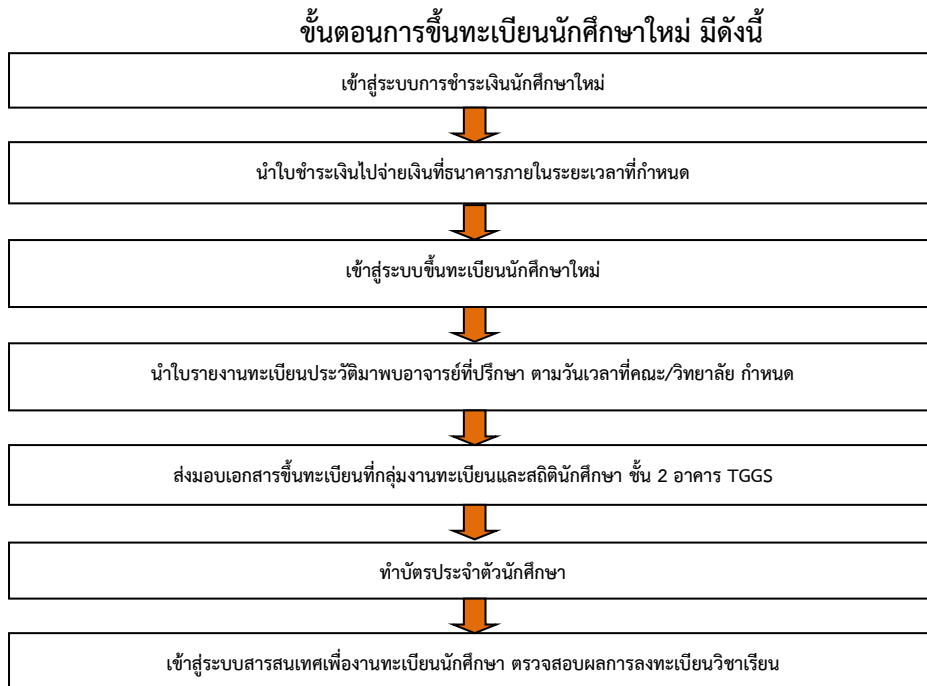 ขั้นตอนการขึ้นทะเบียนนักศึกษาใหม่ มีดังนี้
เข้าสู่ระบบการชำระเงินนักศึกษาใหม่
นำใบชำระเงินไปจ่ายเงินที่ธนาคารภายในระยะเวลาที่กำหนด
เข้าสู่ระบบขึ้นทะเบียนนักศึกษาใหม่
นำใบรายงานทะเบียนประวัติมาพบอาจารย์ที่ปรึกษา ตามวันเวลาที่คณะ/วิทยาลัย กำหนด
ส่งมอบเอกสารขึ้นทะเบียนที่กลุ่มงานทะเบียนและสถิตินักศึกษา ชั้น 2 อาคาร TGGS
ทำบัตรประจำตัวนักศึกษา
เข้าสู่ระบบสารสนเทศเพื่องานทะเบียนนักศึกษา ตรวจสอบผลการลงทะเบียนวิชาเรียน